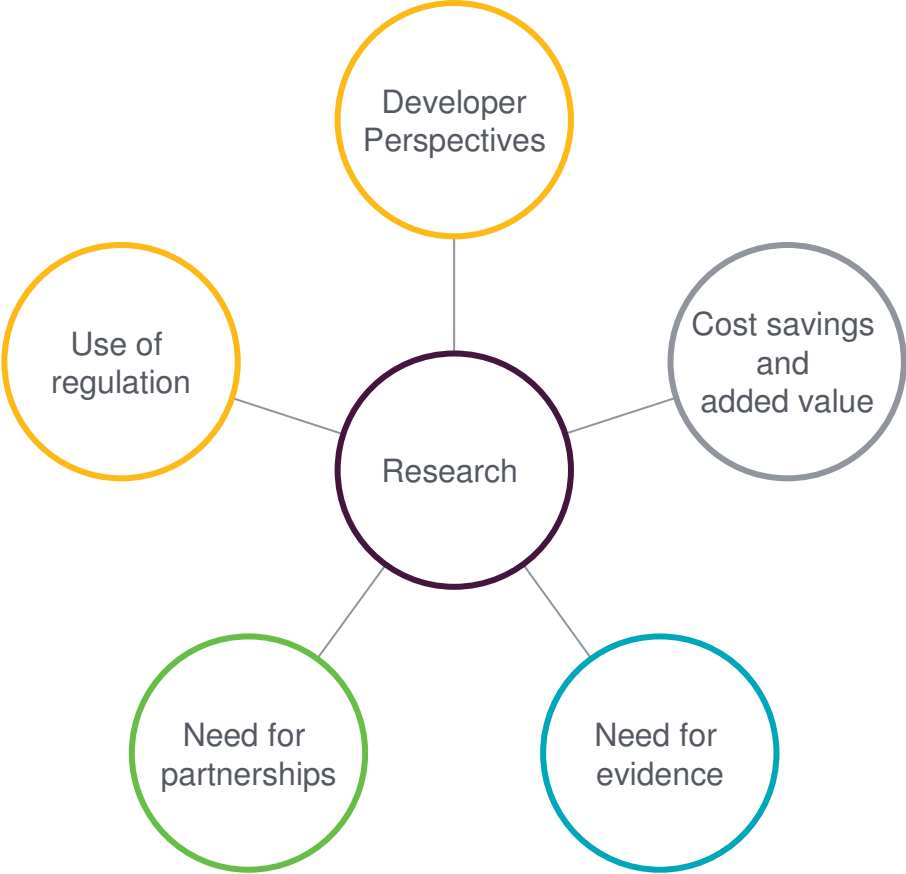 Developer
Perspectives
Cost savings
and
added value
Use of
regulation
Research
Need for
partnerships
Need for
evidence